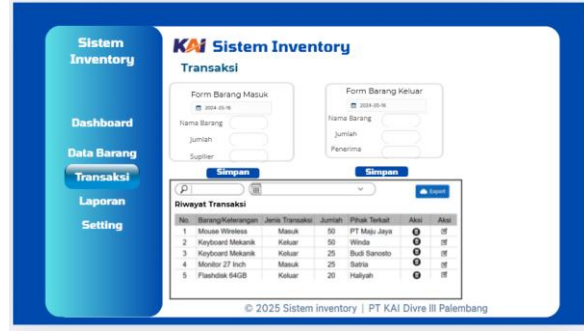 Sistem
Inventory
Dashboard
Data Barang
Transaksi
Laporan
Setting
KAI Sistem Inventory
Transaksi
Form Barang Masuk
2024-05-16
Nama Barang
Jumlah
Suplier
Simpan
Form Barang Keluar
2024-05-16
Nama Barang
Jumlah
Penerima
Simpan
Export
Riwayat Transaksi
No. Barang/Keterangan Jenis Transaksi Jumlah Pihak Terkait Aksi Aksi
1 Mouse Wireless Masuk 50 PT Maju Jaya
2 Keyboard Mekanik Keluar 50 Winda
3 Keyboard Mekanik Keluar 25 Budi Sanosto
4 Monitor 27 Inch Masuk 25 Satria
5 Flashdisk 64GB Keluar 20 Haliyah
© 2025 Sistem inventory | PT KAI Divre III Palembang